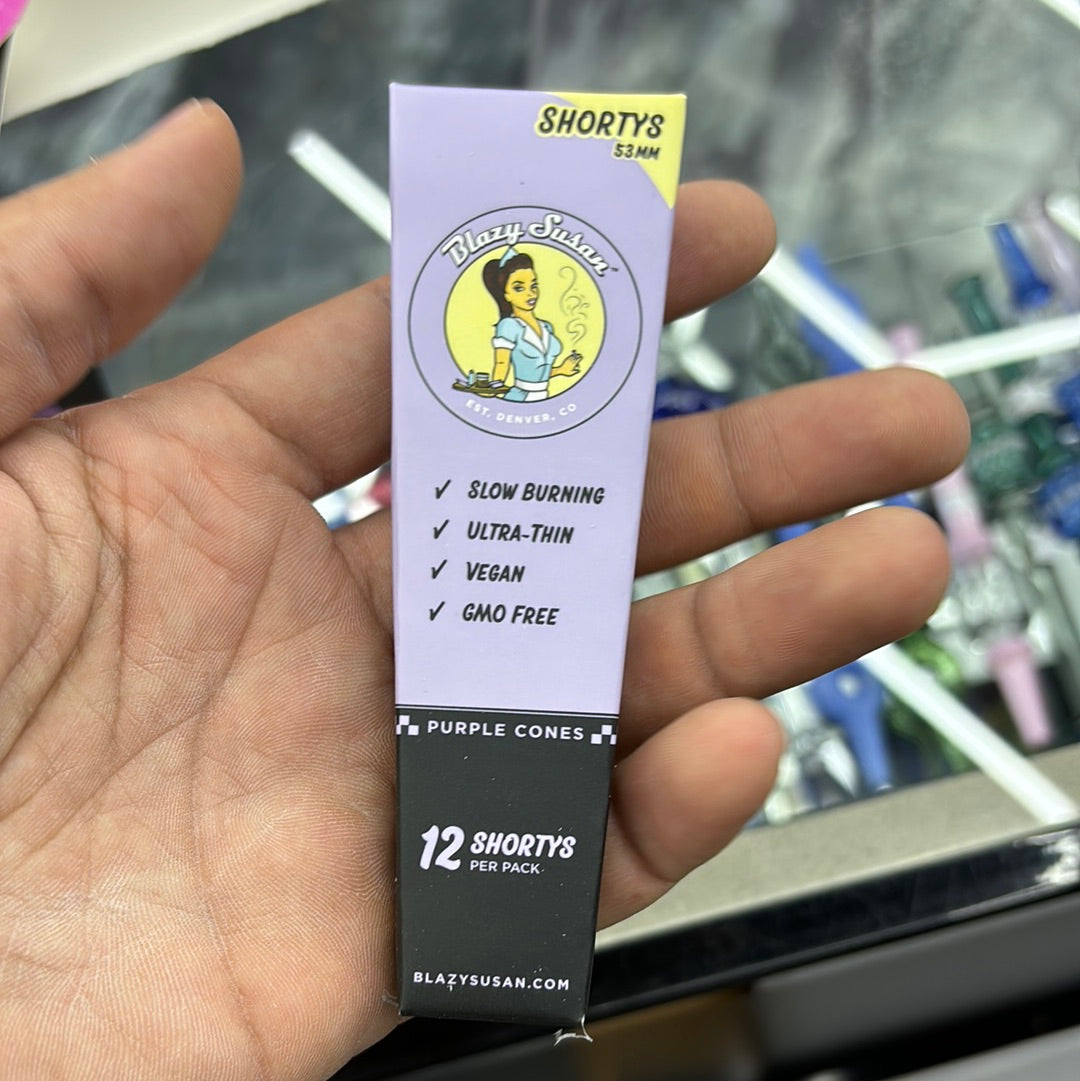 SHORTYS
53MM
Blazy Susan™
EST. DENVER, CO
✓ SLOW BURNING
✓ ULTRA-THIN
✓ VEGAN
✓ GMO FREE
PURPLE CONES
12 SHORTYS
PER PACK
BLAZYSUSAN.COM